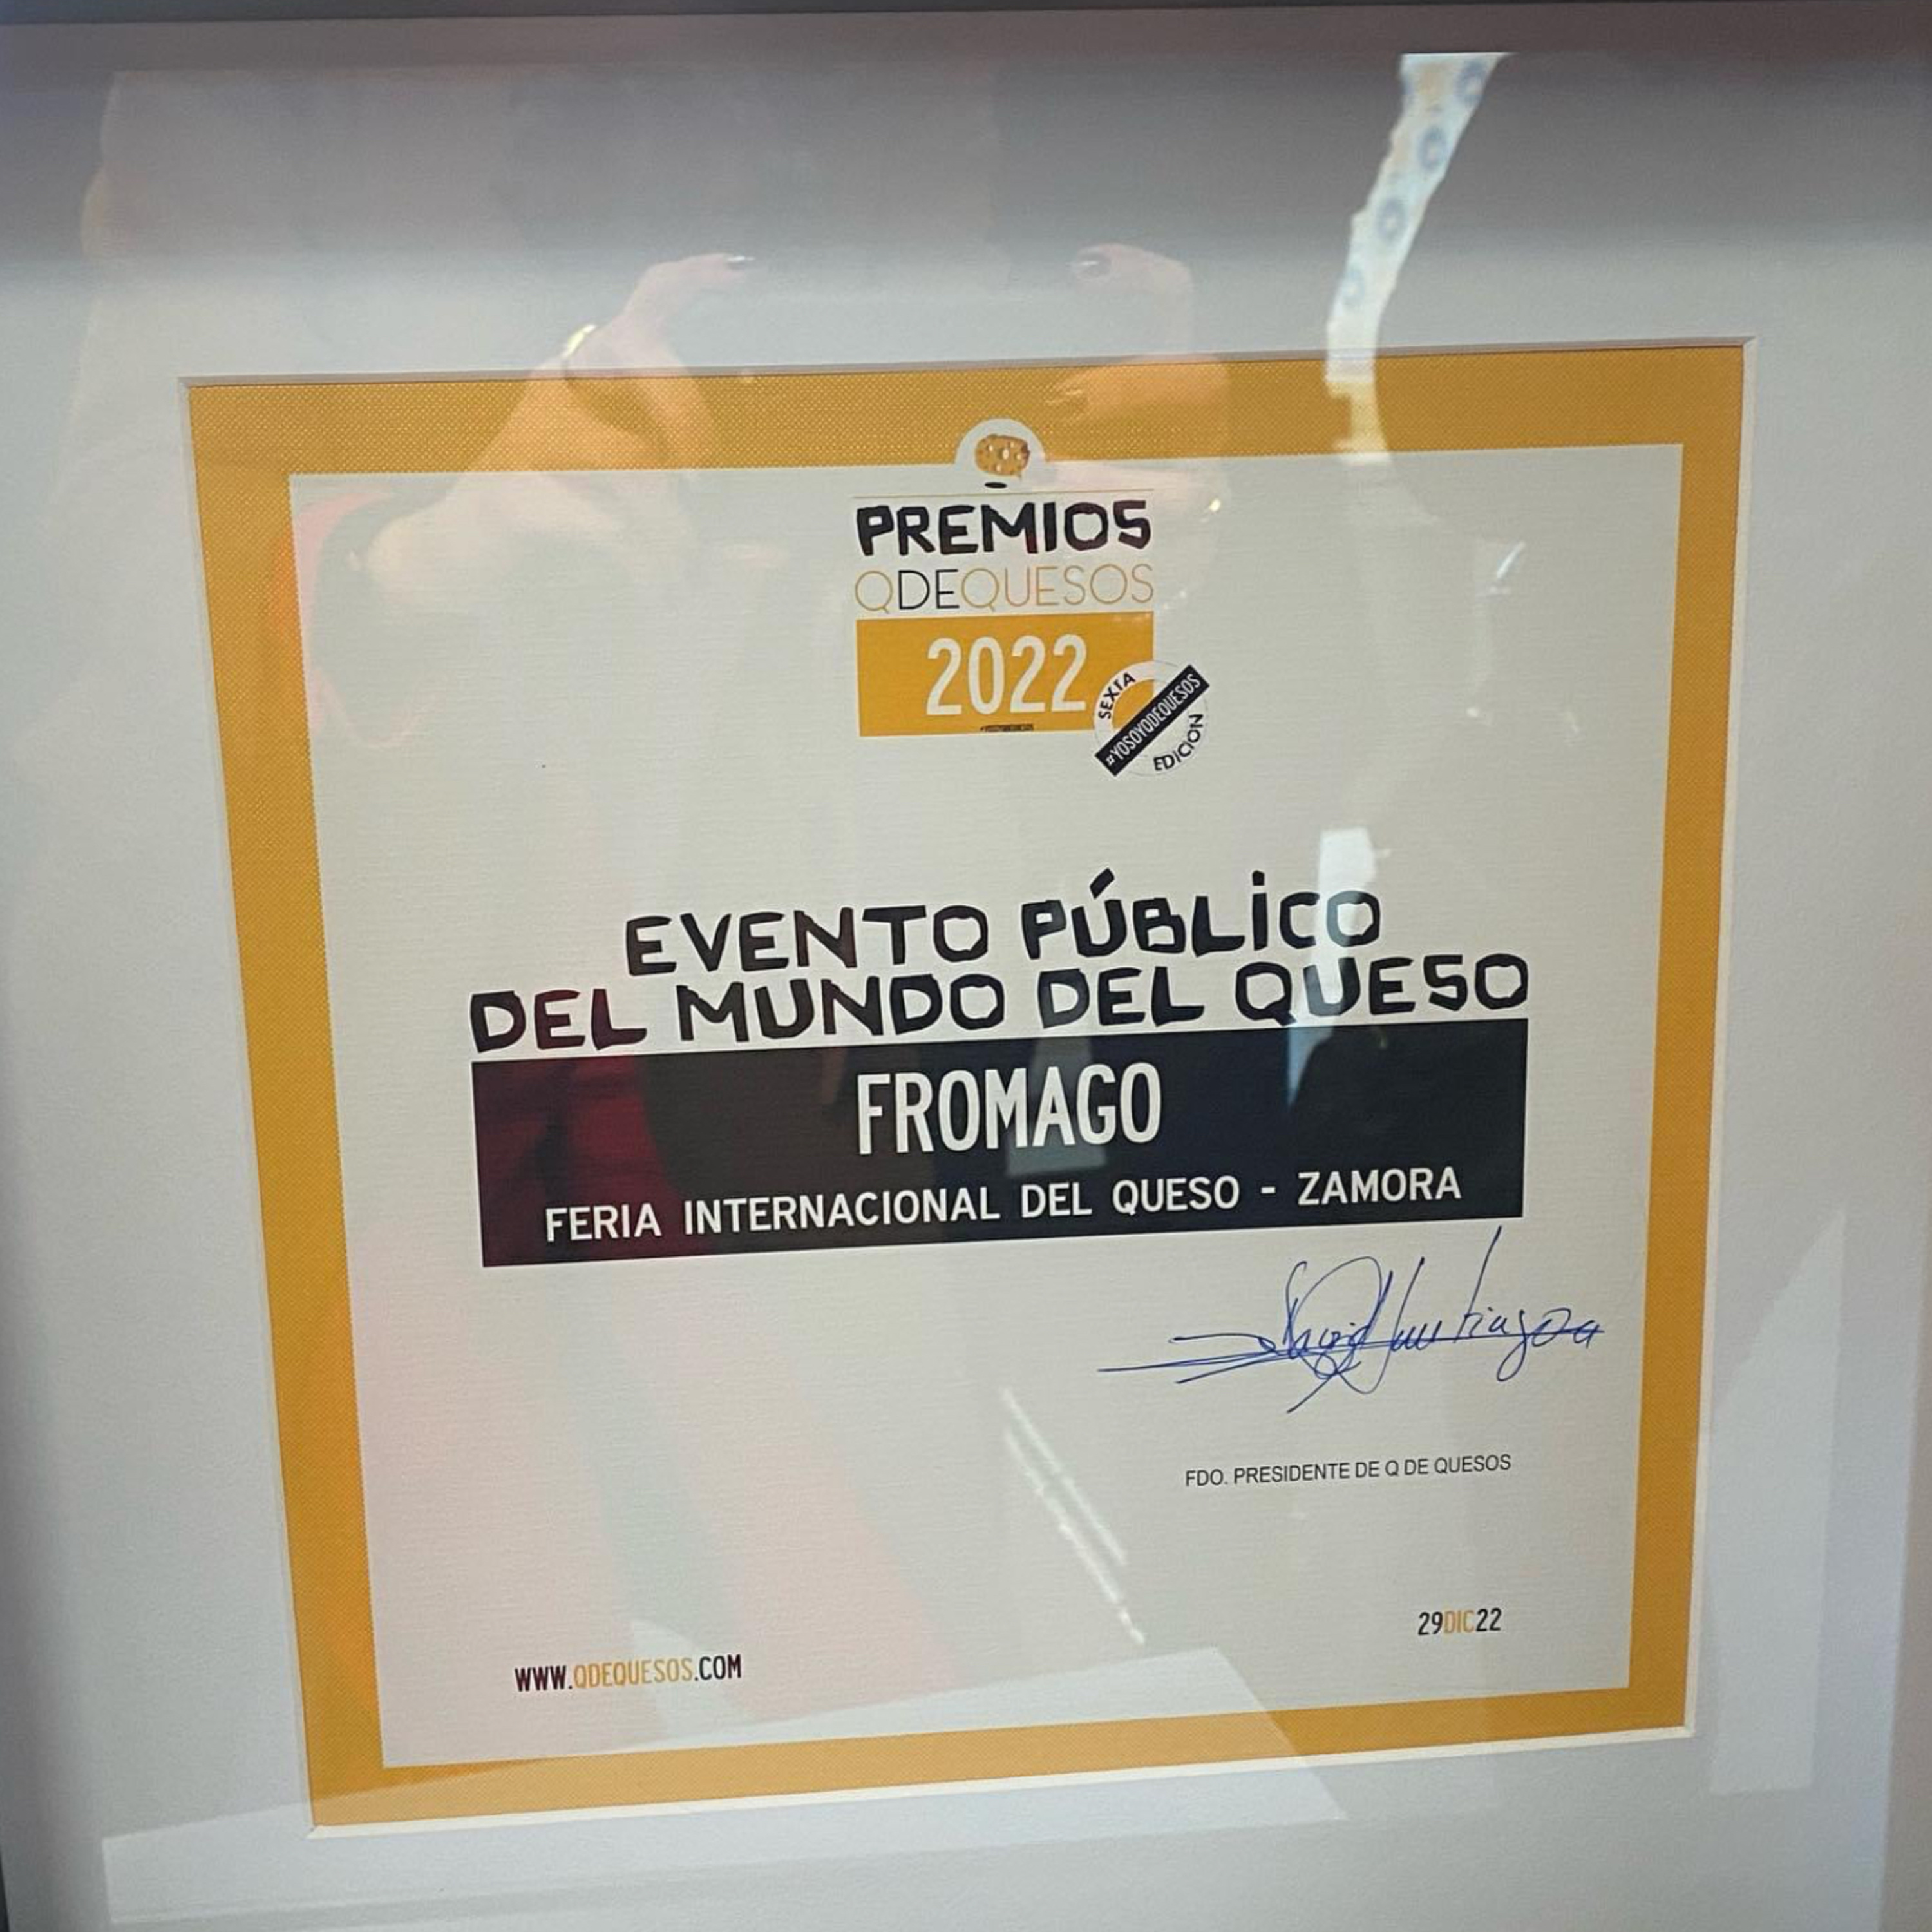 PREMIOS
QDEQUESOS
2022
SEXTA
#YOSOYQDEQUESOS
EDICIÓN
EVENTO PÚBLICO
DEL MUNDO DEL QUESO
FROMAGO
FERIA INTERNACIONAL DEL QUESO - ZAMORA
FDO. PRESIDENTE DE Q DE QUESOS
29DIC22
WWW.QDEQUESOS.COM